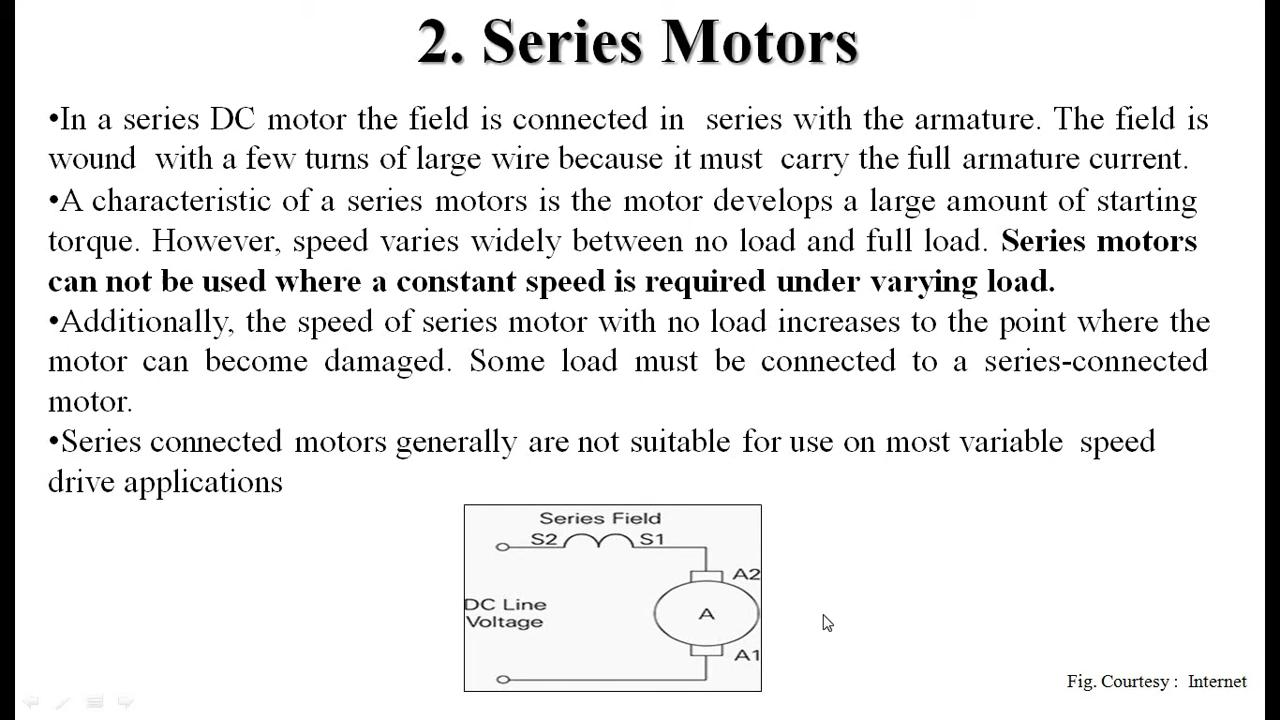 2. Series Motors
•In a series DC motor the field is connected in series with the armature. The field is
wound with a few turns of large wire because it must carry the full armature current.
•A characteristic of a series motors is the motor develops a large amount of starting
torque. However, speed varies widely between no load and full load. Series motors
can not be used where a constant speed is required under varying load.
•Additionally, the speed of series motor with no load increases to the point where the
motor can become damaged. Some load must be connected to a series-connected
motor.
•Series connected motors generally are not suitable for use on most variable speed
drive applications
Series Field
S2 S1
A2
DC Line
Voltage
A
A1
Fig. Courtesy : Internet